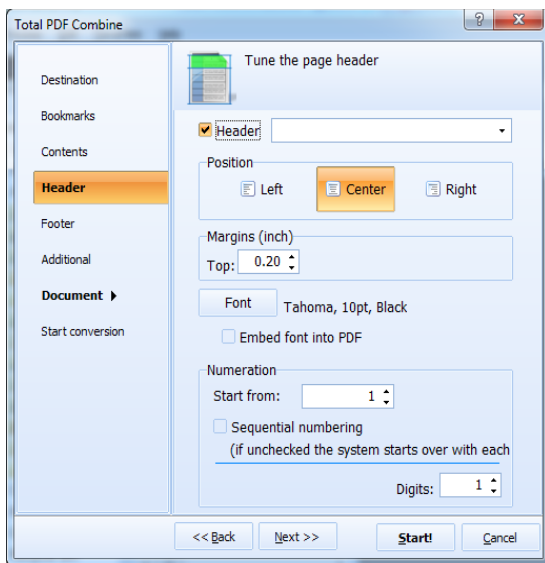 Total PDF Combine
Destination
Bookmarks
Contents
Header
Footer
Additional
Document
Start conversion
Tune the page header
Header
Position
Left Center Right
Margins (inch)
Top: 0.20
Font Tahoma, 10pt, Black
Embed font into PDF
Numeration
Start from: 1
Sequential numbering
(if unchecked the system starts over with each
Digits: 1
<< Back Next >> Start! Cancel